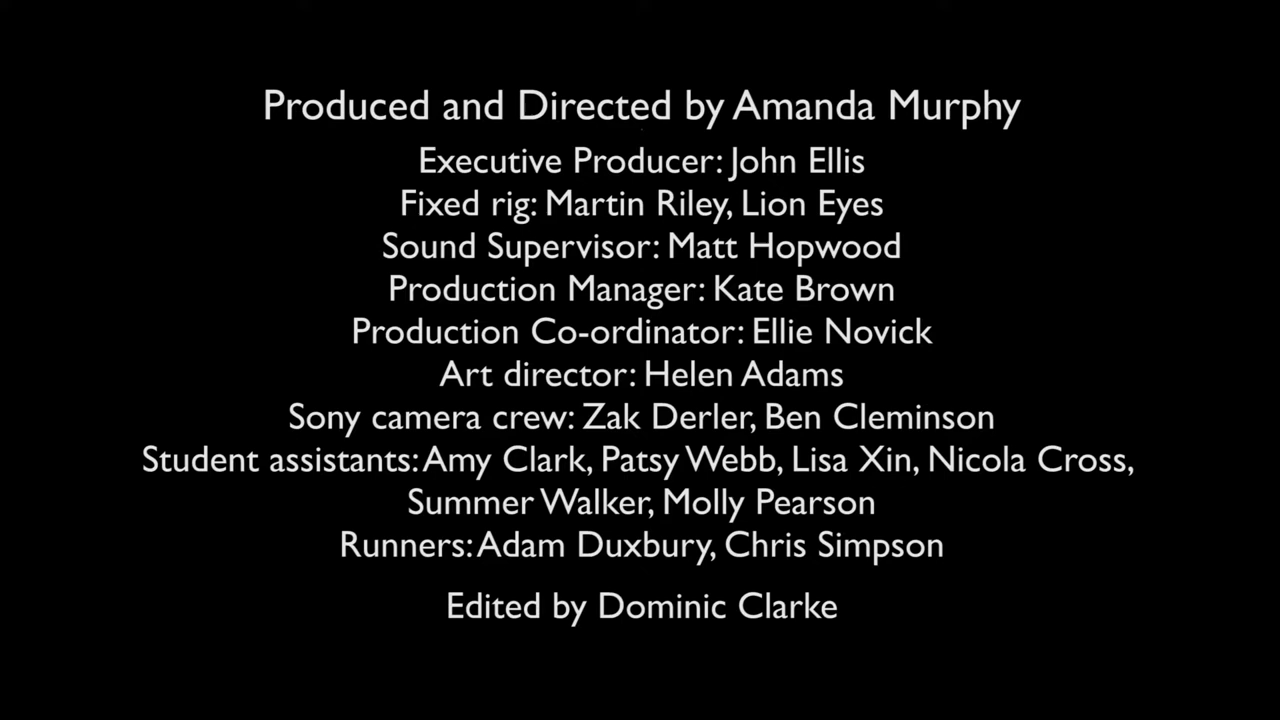 Produced and Directed by Amanda Murphy
Executive Producer: John Ellis
Fixed rig: Martin Riley, Lion Eyes
Sound Supervisor: Matt Hopwood
Production Manager: Kate Brown
Production Co-ordinator: Ellie Novick
Art director: Helen Adams
Sony camera crew: Zak Derler, Ben Cleminson
Student assistants: Amy Clark, Patsy Webb, Lisa Xin, Nicola Cross,
Summer Walker, Molly Pearson
Runners: Adam Duxbury, Chris Simpson
Edited by Dominic Clarke